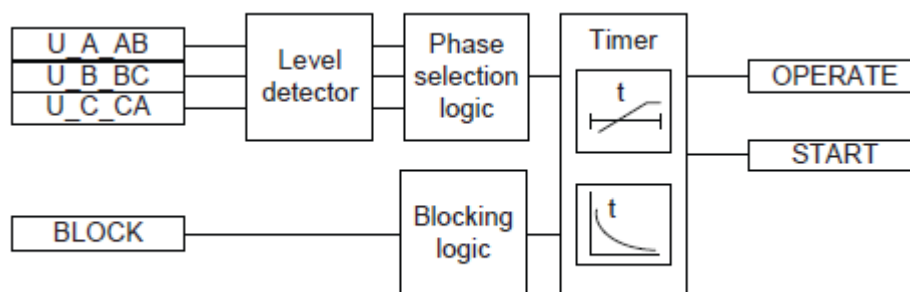 U_A_AB
U_B_BC
U_C_CA
Level
detector
Phase
selection
logic
Timer
t
OPERATE
START
BLOCK
Blocking
logic
t